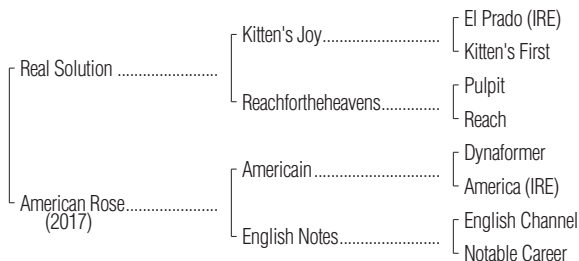 El Prado (IRE)
Kitten's Joy
Kitten's First
Real Solution
Pulpit
Reachfortheheavens
Reach
Dynaformer
Americain
America (IRE)
American Rose
(2017)
English Channel
English Notes
Notable Career